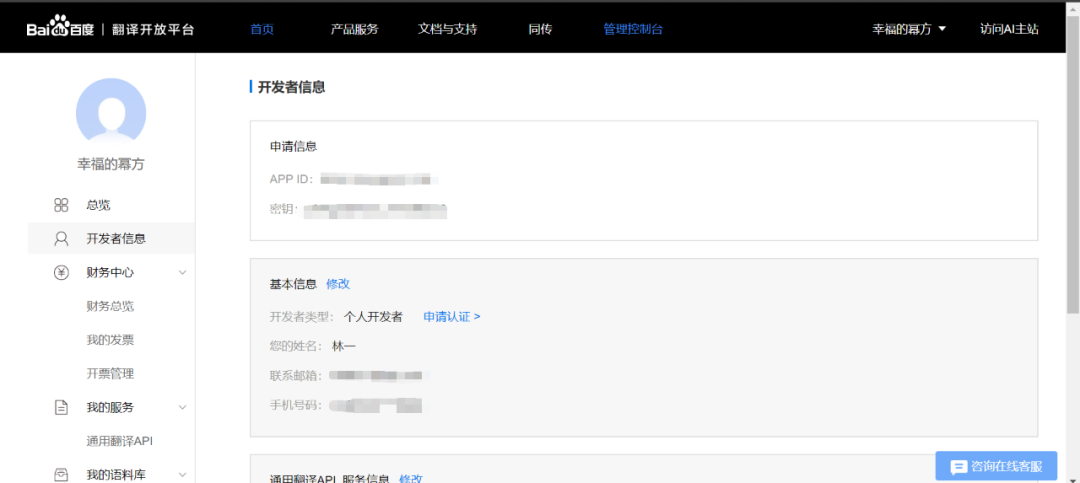 Bai du 百度 | 翻译开放平台 首页 产品服务 文档与支持 同传 管理控制台 幸福的幂方 访问AI主站
幸福的幂方
总览
开发者信息
财务中心
财务总览
我的发票
开票管理
我的服务
通用翻译API
我的语料库
开发者信息
申请信息
APP ID：
密钥：
基本信息 修改
开发者类型： 个人开发者 申请认证 >
您的姓名： 林一
联系邮箱：
手机号码：
通用翻译API 服务信息 修改
咨询在线客服